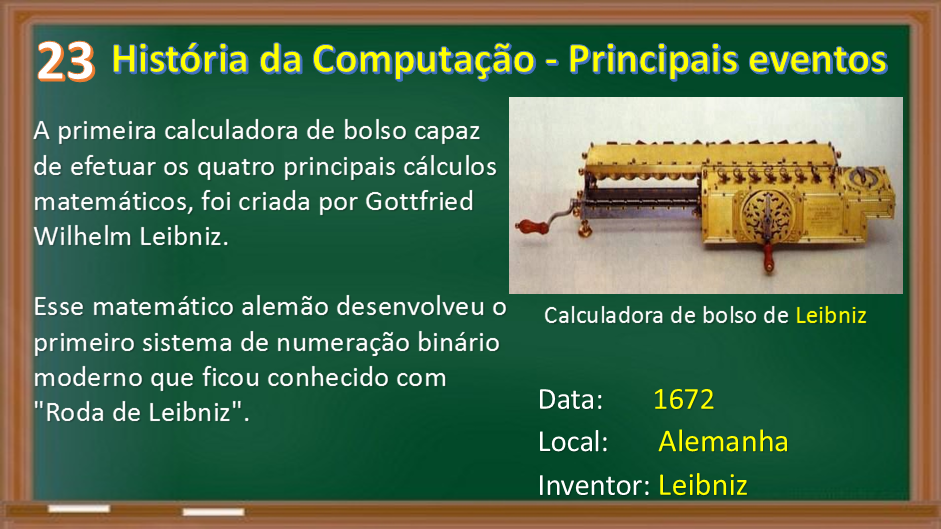 23 História da Computação - Principais eventos
A primeira calculadora de bolso capaz
de efetuar os quatro principais cálculos
matemáticos, foi criada por Gottfried
Wilhelm Leibniz.
Esse matemático alemão desenvolveu o
primeiro sistema de numeração binário
moderno que ficou conhecido com
"Roda de Leibniz".
Calculadora de bolso de Leibniz
Data: 1672
Local: Alemanha
Inventor: Leibniz